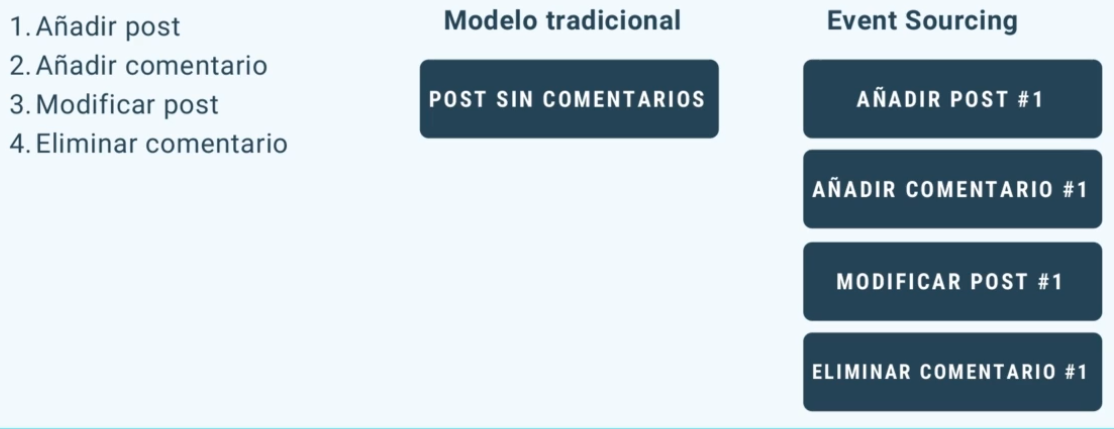 1. Añadir post
2. Añadir comentario
3. Modificar post
4. Eliminar comentario
Modelo tradicional
POST SIN COMENTARIOS
Event Sourcing
AÑADIR POST #1
AÑADIR COMENTARIO #1
MODIFICAR POST #1
ELIMINAR COMENTARIO #1